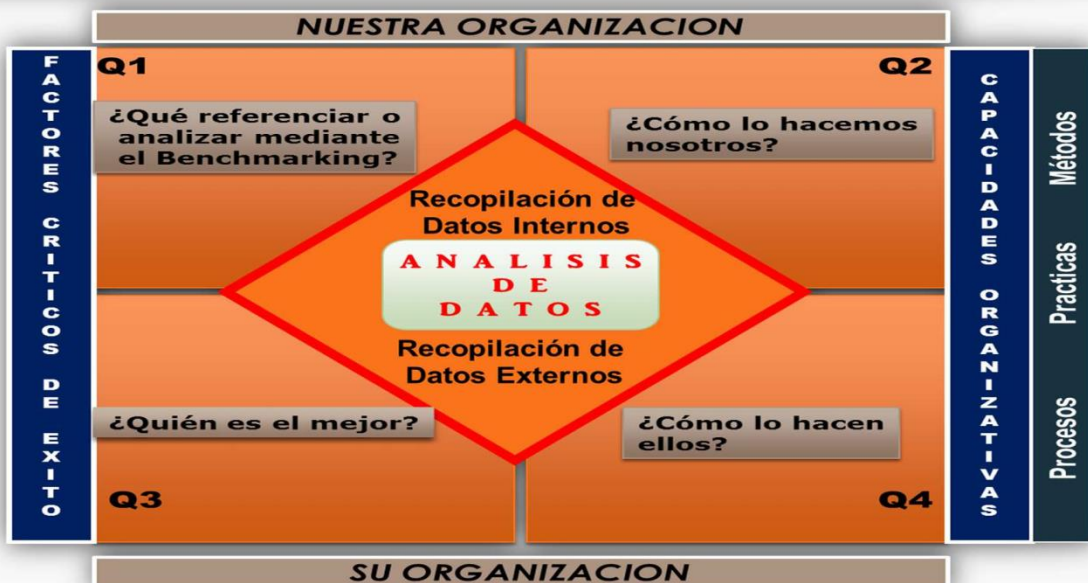 NUESTRA ORGANIZACION
FACTORES CRITICOS DE EXITO
Q1
¿Qué referenciar o
analizar mediante
el Benchmarking?
Q2
¿Cómo lo hacemos
nosotros?
Recopilación de
Datos Internos
ANALISIS
DE
DATOS
Recopilación de
Datos Externos
¿Quién es el mejor?
Q3
¿Cómo lo hacen
ellos?
Q4
CAPACIDADES ORGANIZATIVAS
Métodos
Practicas
Procesos
SU ORGANIZACION